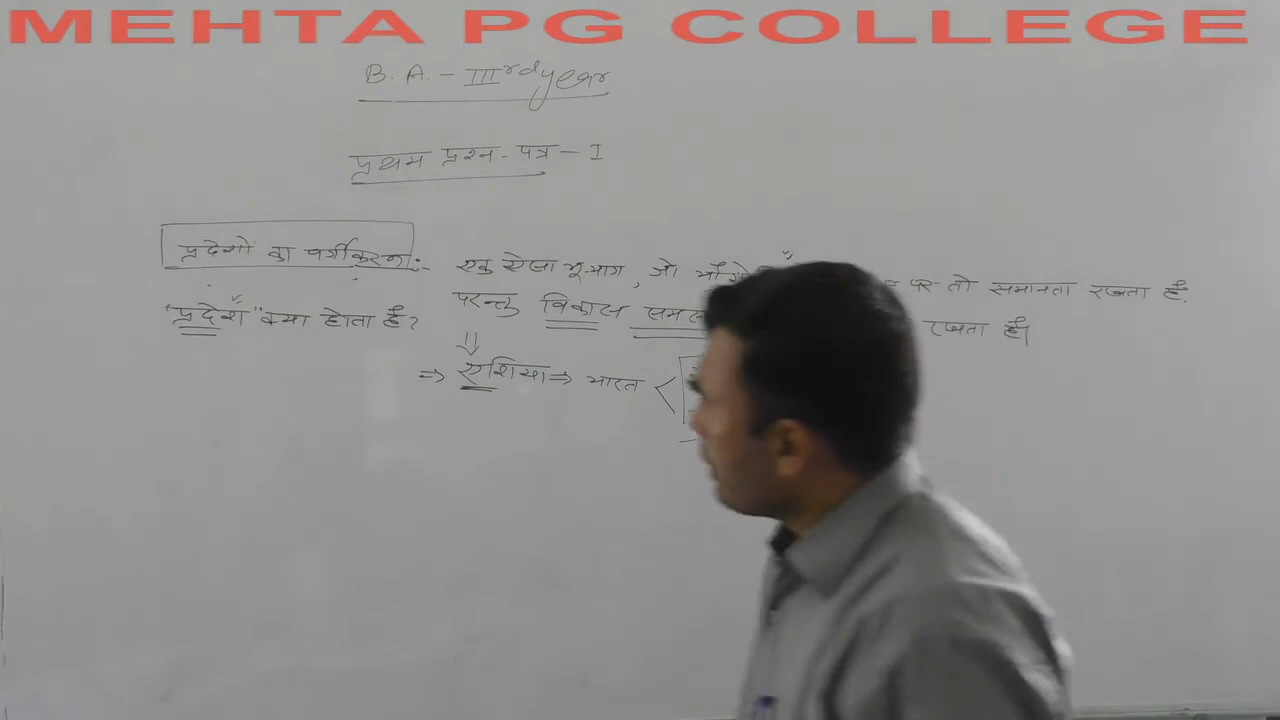 MEHTA PG COLLEGE
B. A. - IIIrd year
प्रथम प्रश्न-पत्र - I
प्रदेशों का वर्गीकरण:-
एक ऐसा भू-भाग, जो पर तो समानता रखता है.
परन्तु विकास रखता है।
"प्रदेश" क्या होता है?
⇒ एशिया ⇒ भारत <